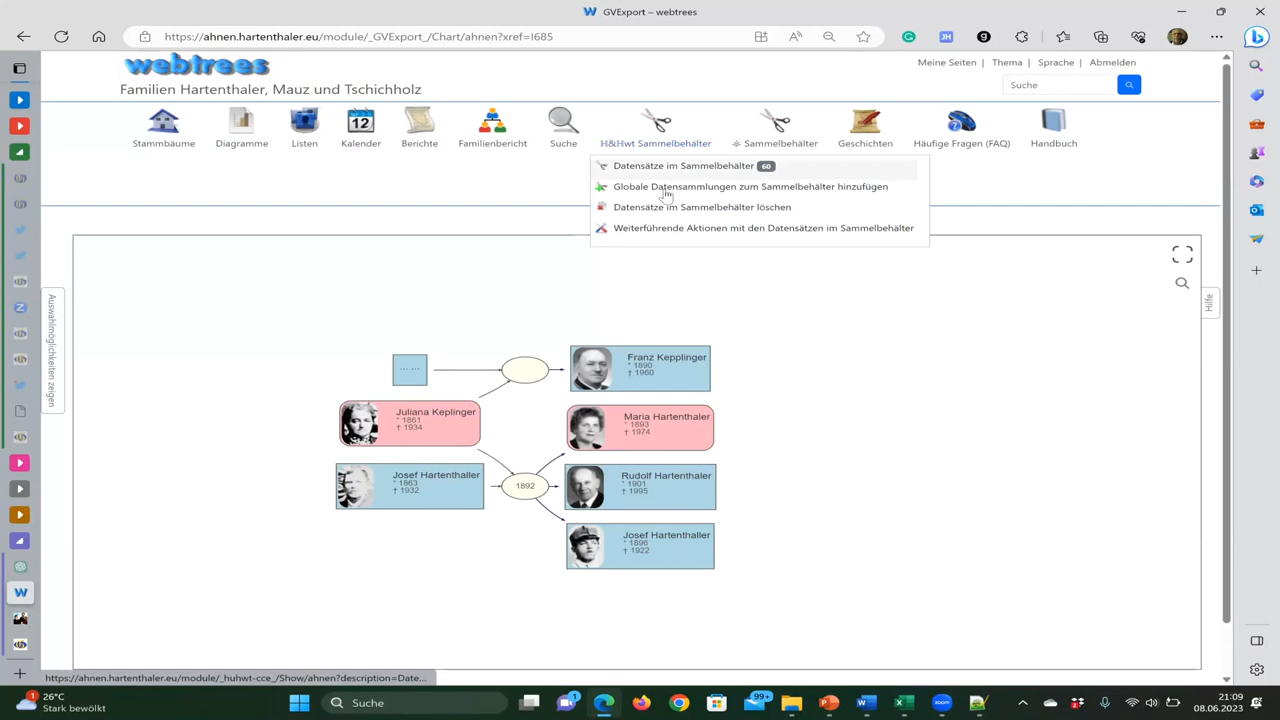 GVExport – webtrees
https://ahnen.hartenthaler.eu/module/_GVExport_/Chart/ahnen?xref=I685
webtrees
Familien Hartenthaler, Mauz und Tschichholz
Meine Seiten | Thema | Sprache | Abmelden
Suche
Stammbäume Diagramme Listen Kalender Berichte Familienbericht Suche H&Hwt Sammelbehälter Sammelbehälter Geschichten Häufige Fragen (FAQ) Handbuch
12
Datensätze im Sammelbehälter 60
Globale Datensammlungen zum Sammelbehälter hinzufügen
Datensätze im Sammelbehälter löschen
Weiterführende Aktionen mit den Datensätzen im Sammelbehälter
Auswahlmöglichkeiten zeigen
Hilfe
... ...
Franz Kepplinger
* 1890
† 1960
Juliana Keplinger
* 1861
† 1934
Maria Hartenthaler
* 1893
† 1974
Josef Hartenthaller
* 1863
† 1932
1892
Rudolf Hartenthaler
* 1901
† 1995
Josef Hartenthaller
* 1896
† 1922
https://ahnen.hartenthaler.eu/module/_huhwt-cce_/Show/ahnen?description=Date...
26°C
Stark bewölkt
Suche
99+
21:09
08.06.2023